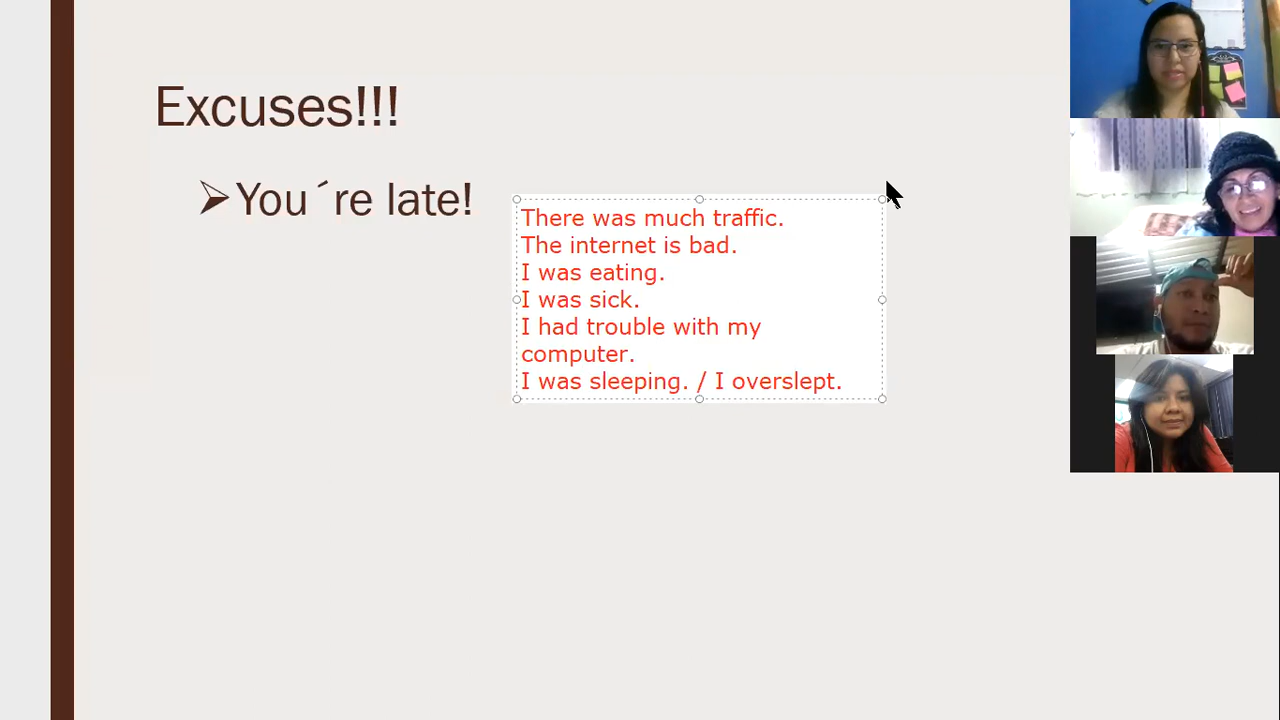 Excuses!!!
You´re late!
There was much traffic.
The internet is bad.
I was eating.
I was sick.
I had trouble with my
computer.
I was sleeping. / I overslept.